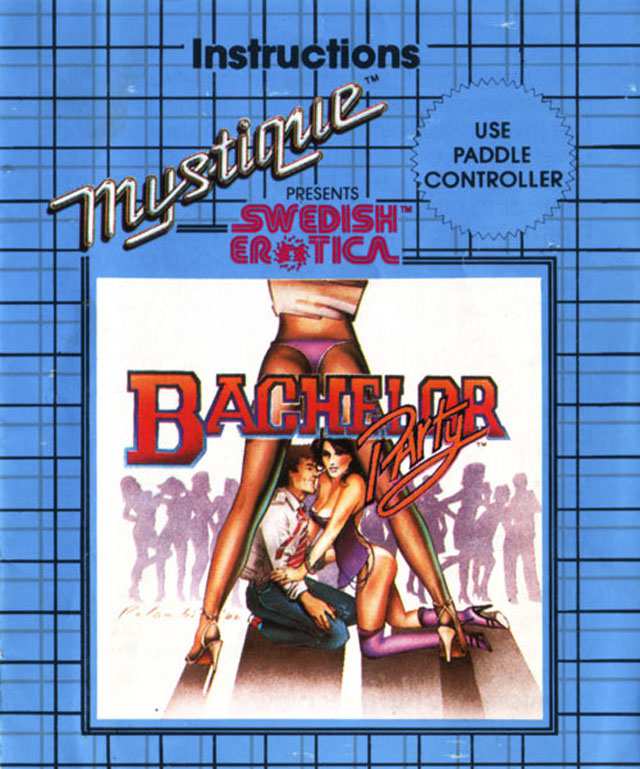 Instructions
mystique™
USE
PADDLE
CONTROLLER
PRESENTS
SWEDISH™
EROTICA
BACHELOR
Party™